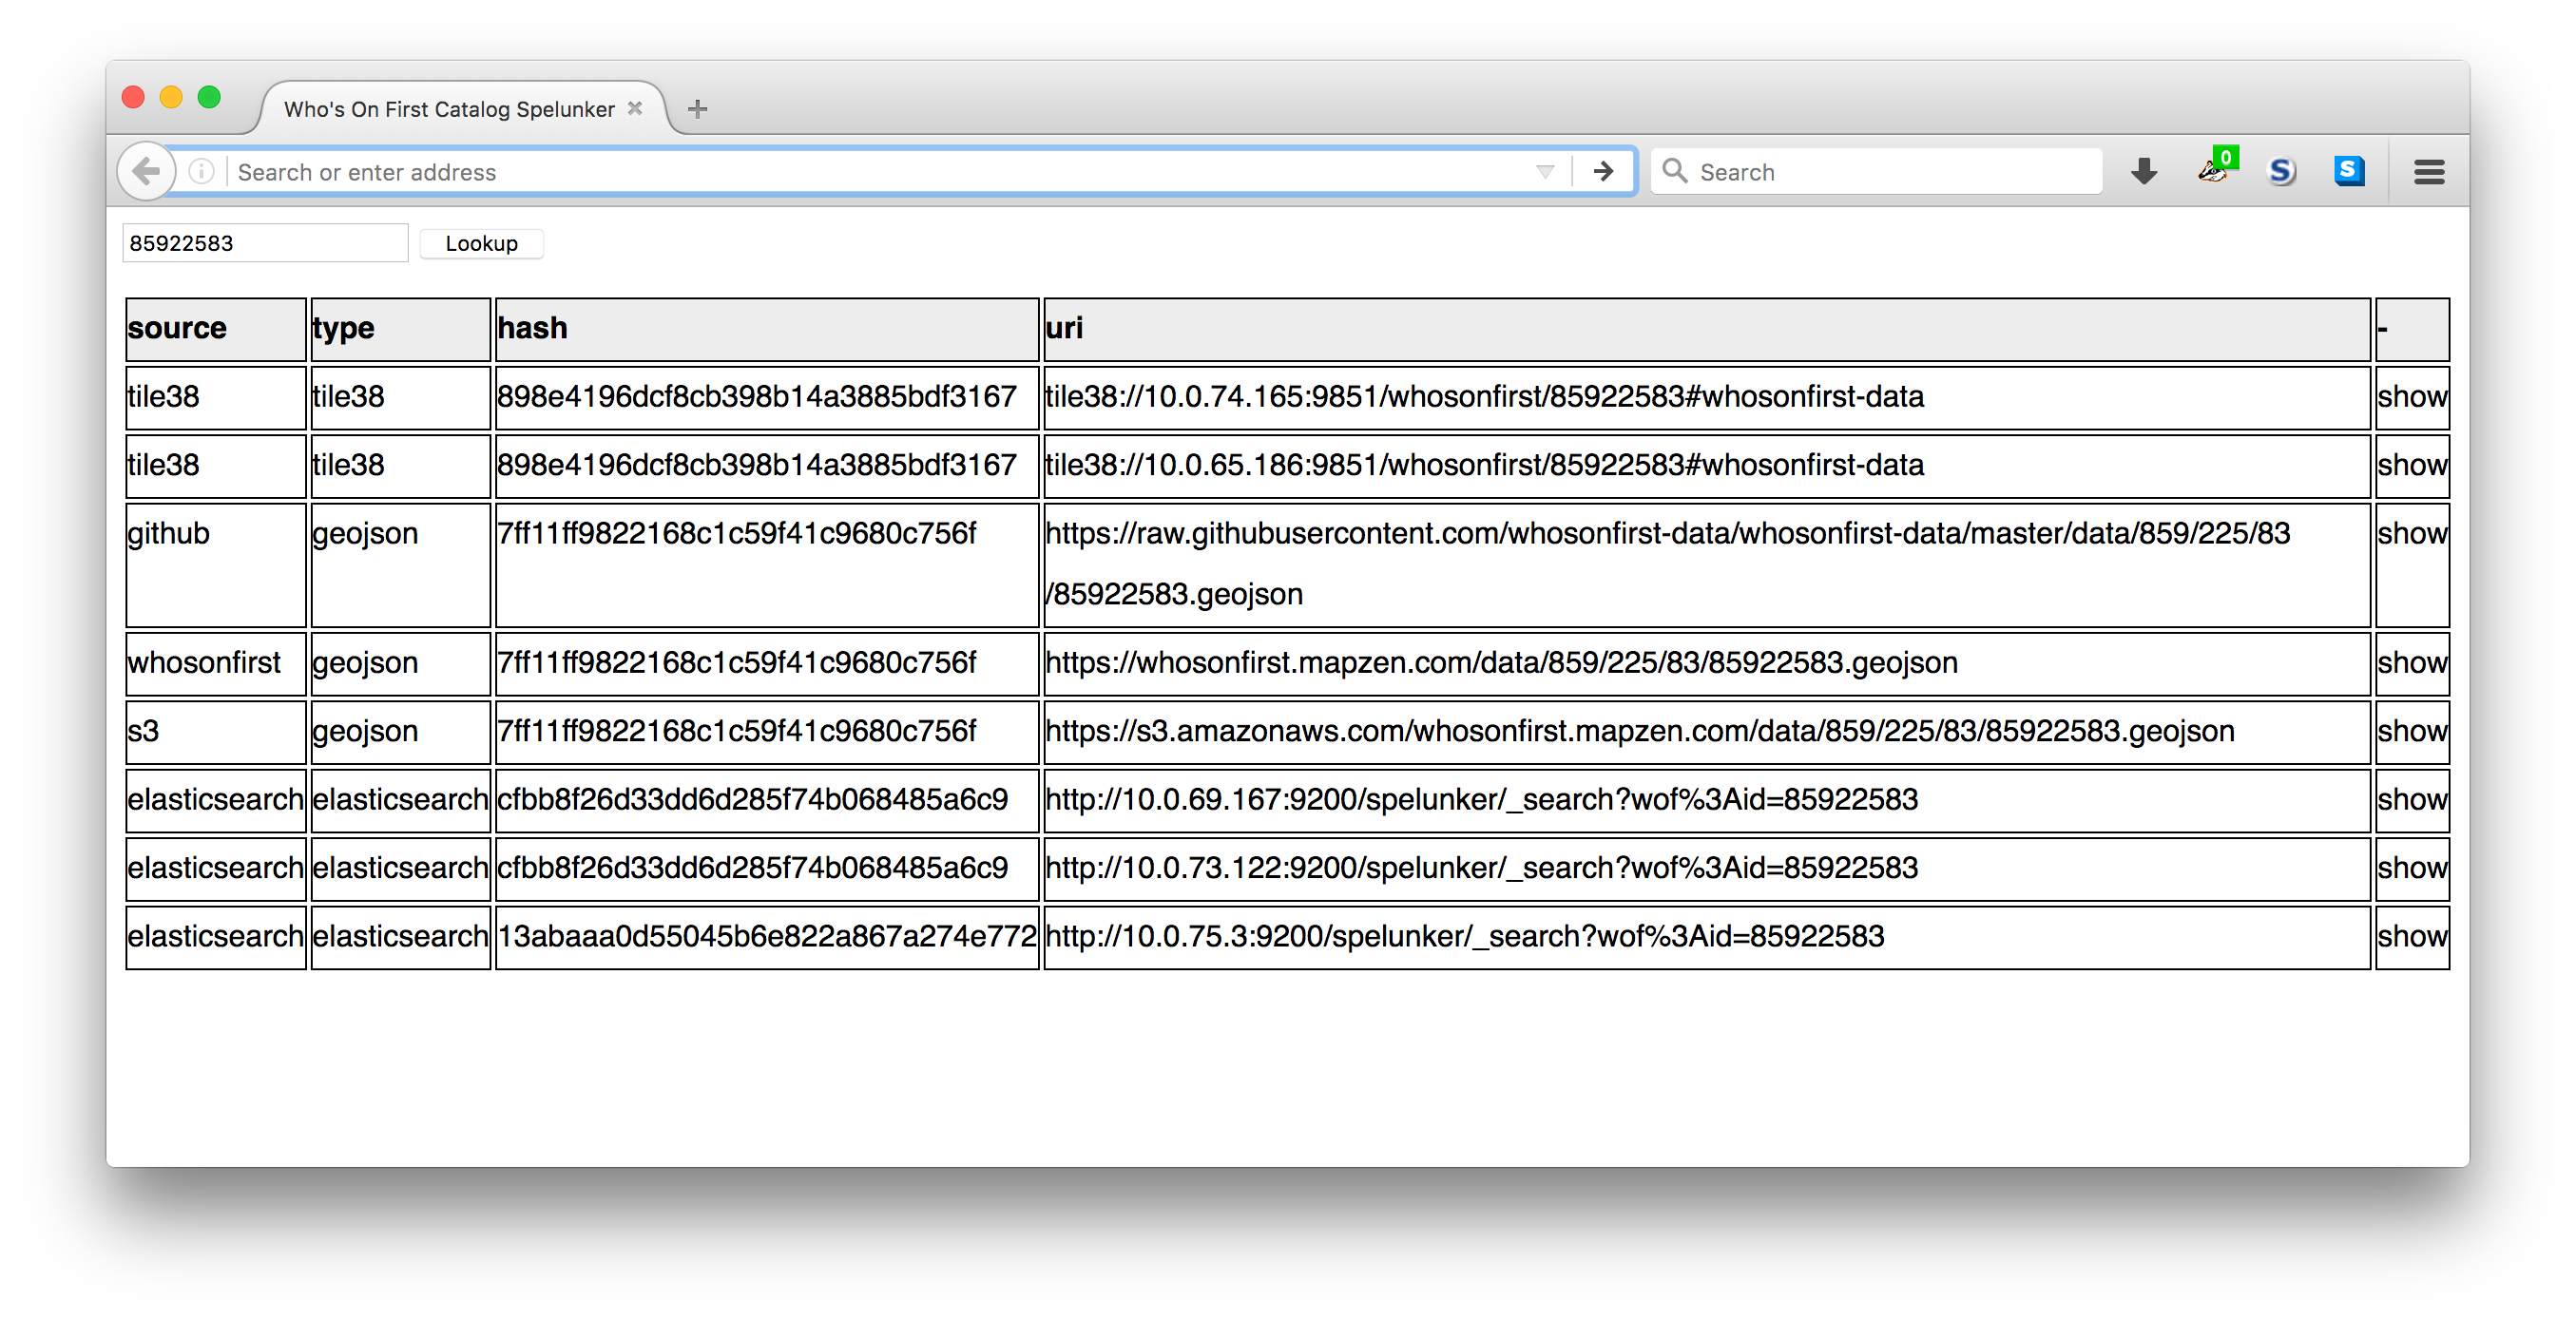 Who's On First Catalog Spelunker
Search or enter address
Search
0
S
S
85922583 Lookup
source type hash uri -
tile38 tile38 898e4196dcf8cb398b14a3885bdf3167 tile38://10.0.74.165:9851/whosonfirst/85922583#whosonfirst-data show
tile38 tile38 898e4196dcf8cb398b14a3885bdf3167 tile38://10.0.65.186:9851/whosonfirst/85922583#whosonfirst-data show
github geojson 7ff11ff9822168c1c59f41c9680c756f https://raw.githubusercontent.com/whosonfirst-data/whosonfirst-data/master/data/859/225/83 show
/85922583.geojson
whosonfirst geojson 7ff11ff9822168c1c59f41c9680c756f https://whosonfirst.mapzen.com/data/859/225/83/85922583.geojson show
s3 geojson 7ff11ff9822168c1c59f41c9680c756f https://s3.amazonaws.com/whosonfirst.mapzen.com/data/859/225/83/85922583.geojson show
elasticsearch elasticsearch cfbb8f26d33dd6d285f74b068485a6c9 http://10.0.69.167:9200/spelunker/_search?wof%3Aid=85922583 show
elasticsearch elasticsearch cfbb8f26d33dd6d285f74b068485a6c9 http://10.0.73.122:9200/spelunker/_search?wof%3Aid=85922583 show
elasticsearch elasticsearch 13abaaa0d55045b6e822a867a274e772 http://10.0.75.3:9200/spelunker/_search?wof%3Aid=85922583 show